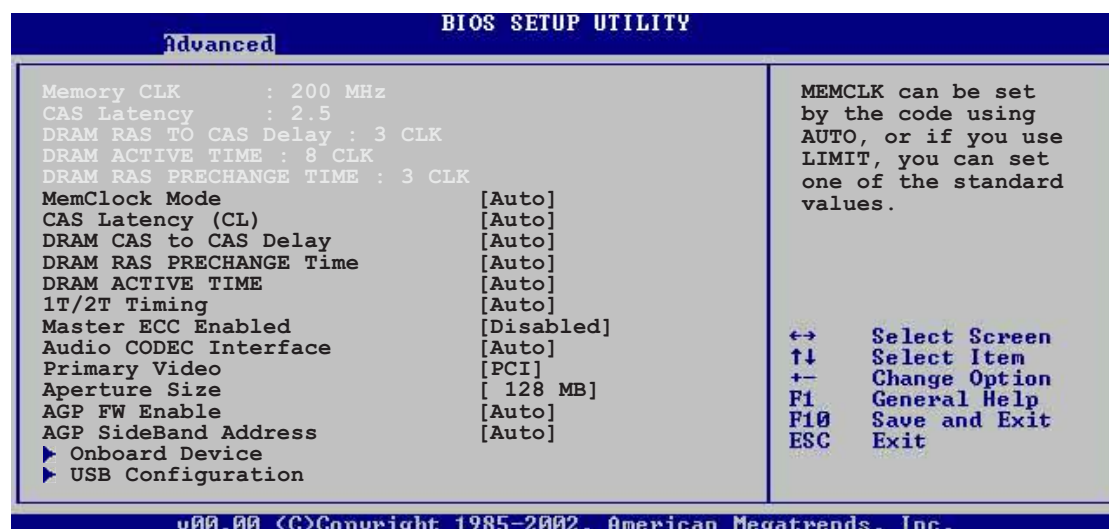 BIOS SETUP UTILITY
Advanced
Memory CLK : 200 MHz
CAS Latency : 2.5
DRAM RAS TO CAS Delay : 3 CLK
DRAM ACTIVE TIME : 8 CLK
DRAM RAS PRECHANGE TIME : 3 CLK
MemClock Mode [Auto]
CAS Latency (CL) [Auto]
DRAM CAS to CAS Delay [Auto]
DRAM RAS PRECHANGE Time [Auto]
DRAM ACTIVE TIME [Auto]
1T/2T Timing [Auto]
Master ECC Enabled [Disabled]
Audio CODEC Interface [Auto]
Primary Video [PCI]
Aperture Size [ 128 MB]
AGP FW Enable [Auto]
AGP SideBand Address [Auto]
Onboard Device
USB Configuration
MEMCLK can be set
by the code using
AUTO, or if you use
LIMIT, you can set
one of the standard
values.
↔ Select Screen
↑↓ Select Item
+- Change Option
F1 General Help
F10 Save and Exit
ESC Exit
v00.00 (C)Copyright 1985-2002, American Megatrends, Inc.